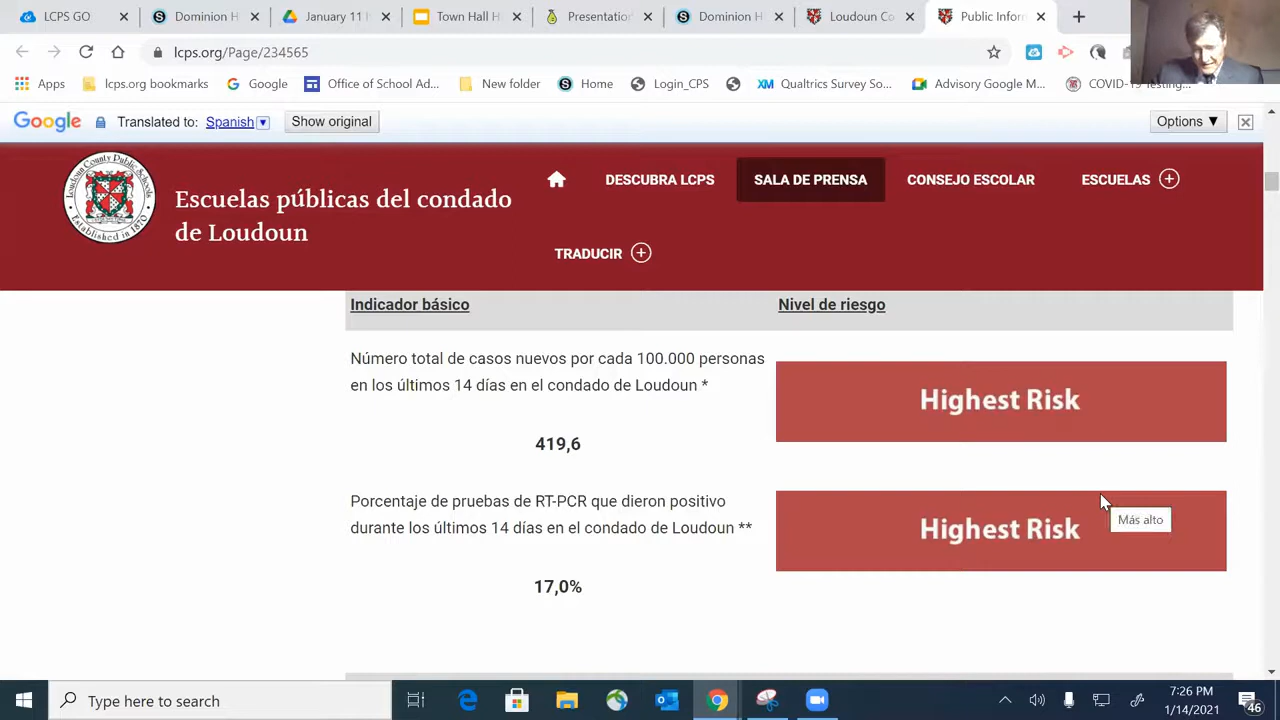 LCPS GO
Dominion H
January 11 I
Town Hall H
Presentation
Dominion H
Loudoun Co
Public Infor
lcps.org/Page/234565
Apps
lcps.org bookmarks
Google
Office of School Ad...
New folder
Home
Login_CPS
Qualtrics Survey So...
Advisory Google M...
COVID-19 Testing...
Google
Translated to:
Spanish
Show original
Options ▼
Escuelas públicas del condado
de Loudoun
DESCUBRA LCPS
SALA DE PRENSA
CONSEJO ESCOLAR
ESCUELAS
TRADUCIR
Indicador básico
Nivel de riesgo
Número total de casos nuevos por cada 100.000 personas
en los últimos 14 días en el condado de Loudoun *
Highest Risk
419,6
Porcentaje de pruebas de RT-PCR que dieron positivo
durante los últimos 14 días en el condado de Loudoun **
Highest Risk
Más alto
17,0%
Type here to search
7:26 PM
1/14/2021
46